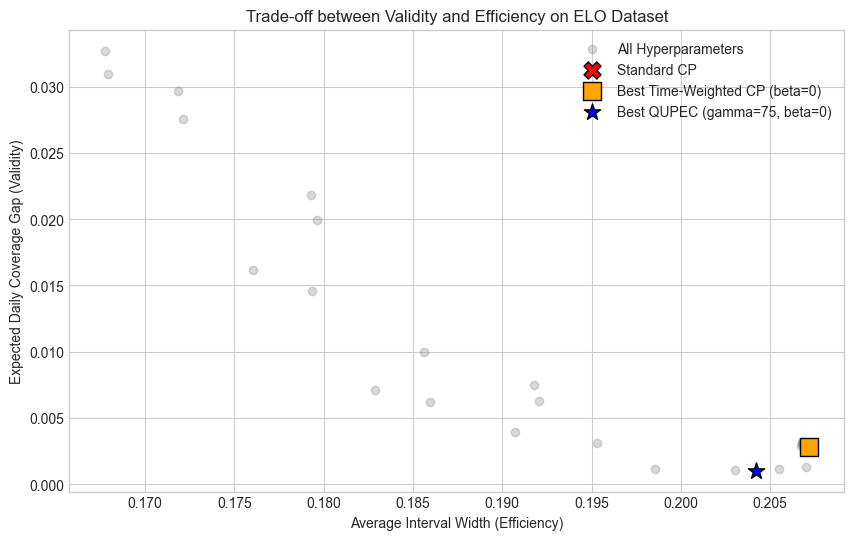 Trade-off between Validity and Efficiency on ELO Dataset
All Hyperparameters
Standard CP
Best Time-Weighted CP (beta=0)
Best QUPEC (gamma=75, beta=0)
Expected Daily Coverage Gap (Validity)
0.030
0.025
0.020
0.015
0.010
0.005
0.000
0.170 0.175 0.180 0.185 0.190 0.195 0.200 0.205
Average Interval Width (Efficiency)